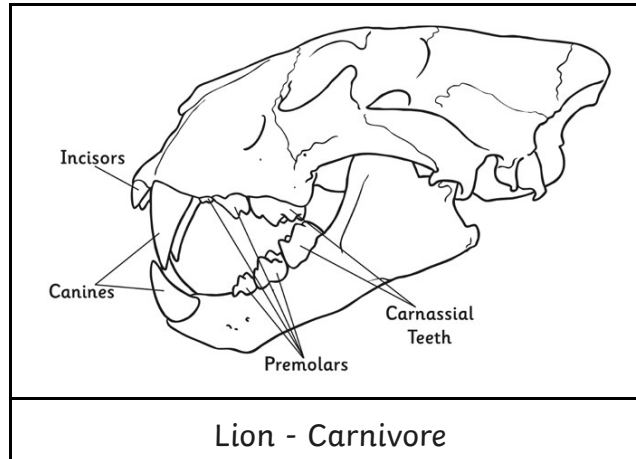 Incisors
Canines
Carnassial
Teeth
Premolars
Lion - Carnivore